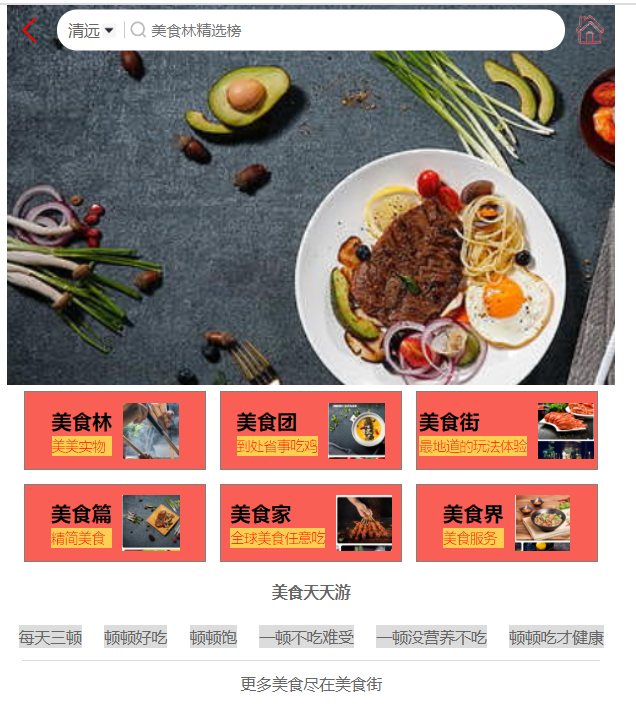 清远 美食林精选榜
美食林 美食团 美食街
美美实物 到处省事吃鸡 最地道的玩法体验
美食篇 美食家 美食界
精简美食 全球美食任意吃 美食服务
美食天天游
每天三顿 顿顿好吃 顿顿饱 一顿不吃难受 一顿没营养不吃 顿顿吃才健康
更多美食尽在美食街